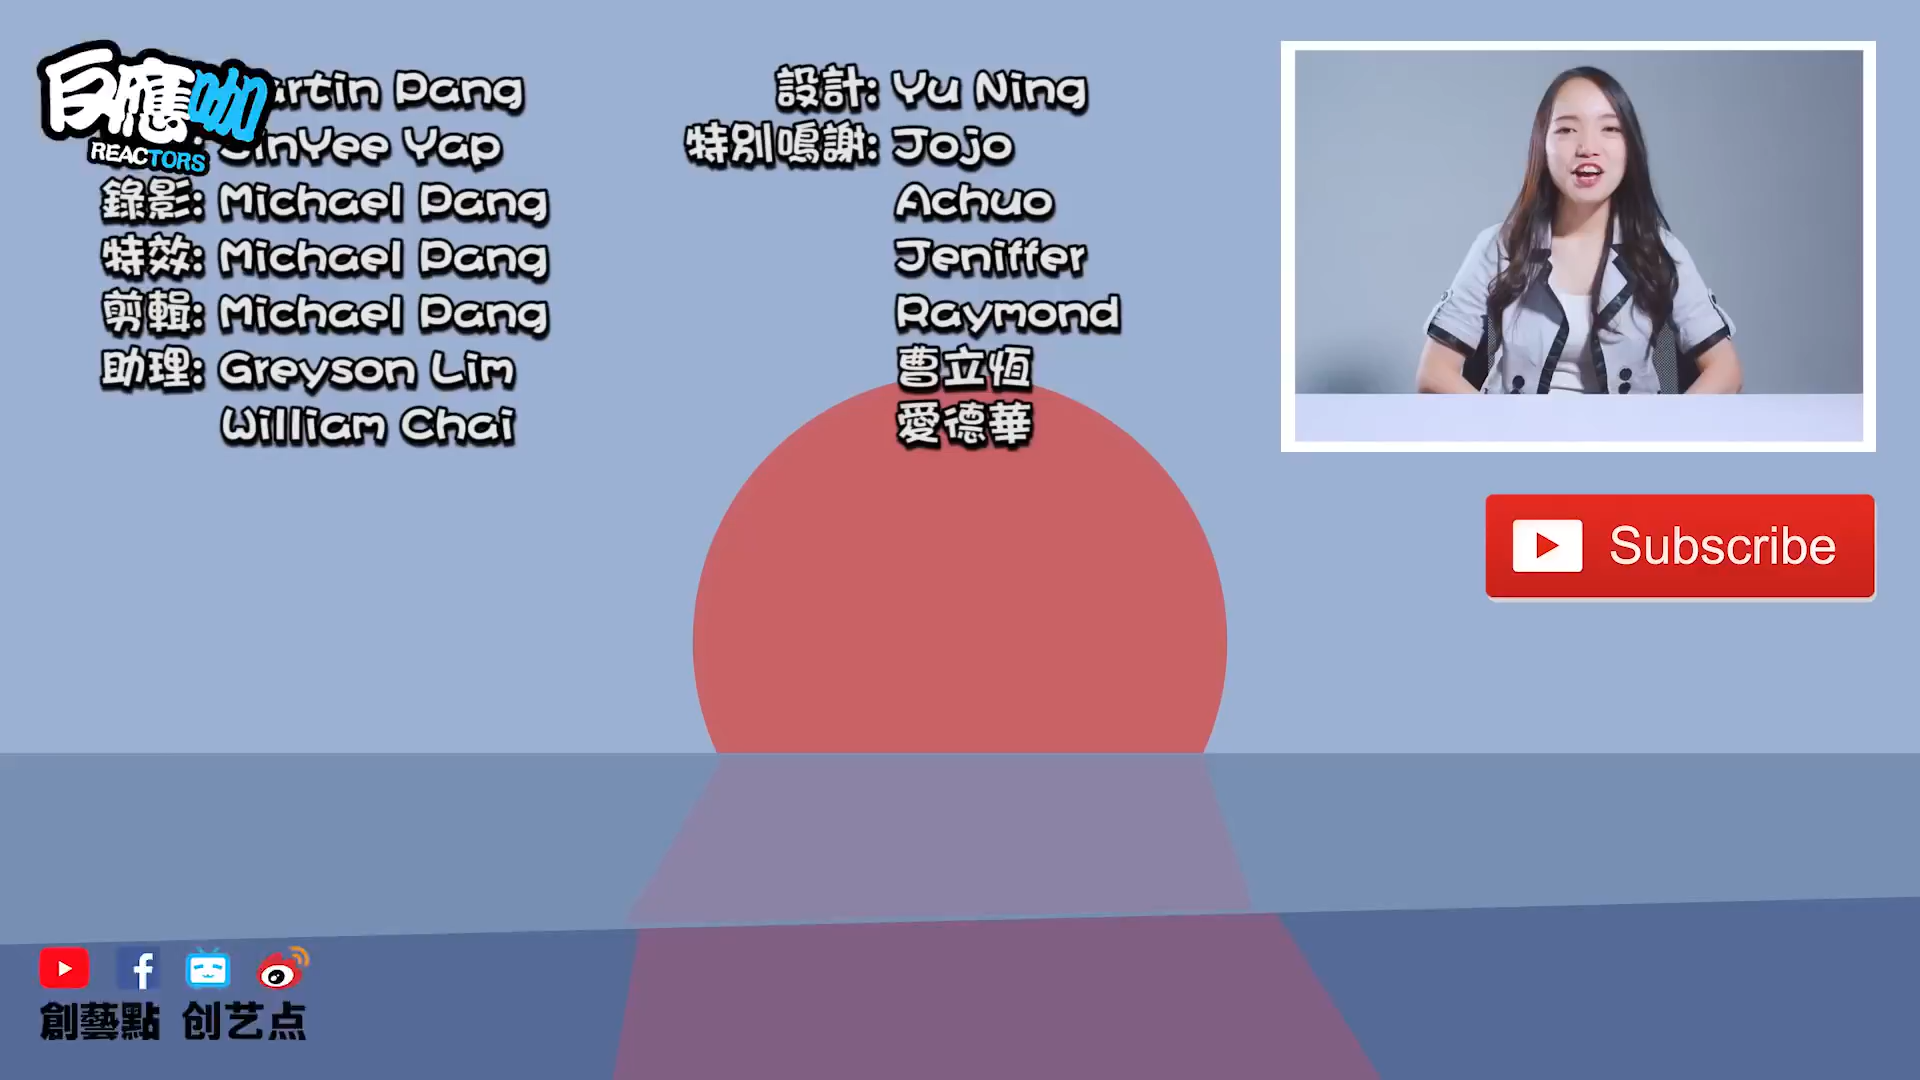 反應咖
REACTORS
Pang
Yee Yap
錄影: Michael Pang
特效: Michael Pang
剪輯: Michael Pang
助理: Greyson Lim
William Chai
設計: Yu Ning
特別鳴謝: Jojo
Achuo
Jeniffer
Raymond
曹立恆
愛德華
Subscribe
創藝點 创艺点